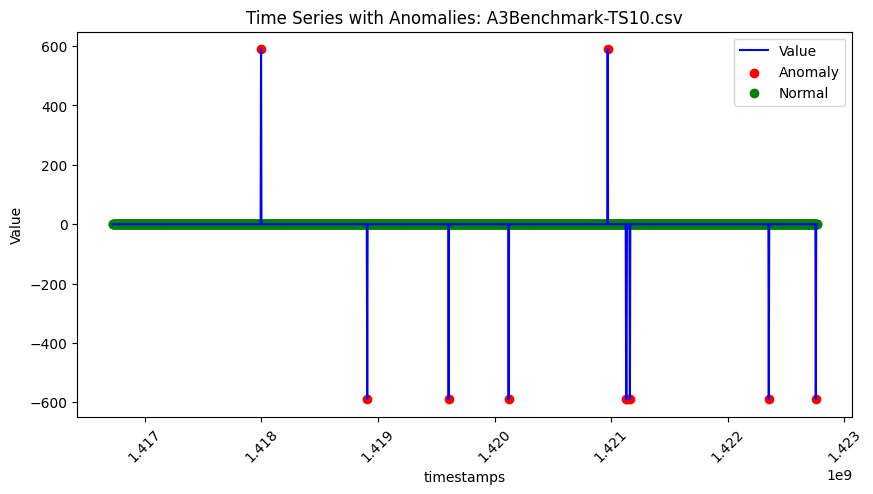 Time Series with Anomalies: A3Benchmark-TS10.csv
Value
Anomaly
Normal
600
400
200
0
−200
−400
−600
Value
1.417
1.418
1.419
1.420
1.421
1.422
1.423
1e9
timestamps